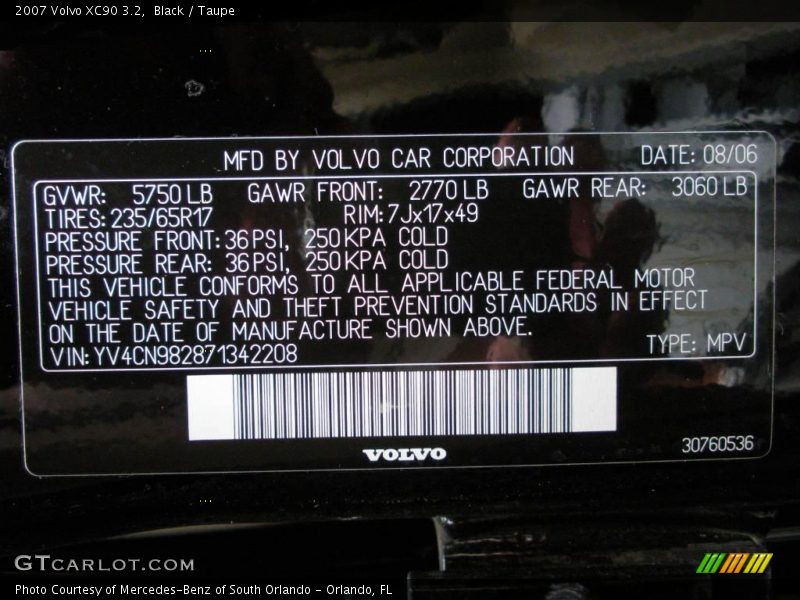 2007 Volvo XC90 3.2, Black / Taupe
MFD BY VOLVO CAR CORPORATION DATE: 08/06
GVWR: 5750 LB GAWR FRONT: 2770 LB GAWR REAR: 3060 LB
TIRES: 235/65R17 RIM: 7Jx17x49
PRESSURE FRONT: 36 PSI, 250 KPA COLD
PRESSURE REAR: 36 PSI, 250 KPA COLD
THIS VEHICLE CONFORMS TO ALL APPLICABLE FEDERAL MOTOR
VEHICLE SAFETY AND THEFT PREVENTION STANDARDS IN EFFECT
ON THE DATE OF MANUFACTURE SHOWN ABOVE.
VIN: YV4CN982871342208 TYPE: MPV
VOLVO
30760536
GTCARLOT.COM
Photo Courtesy of Mercedes-Benz of South Orlando - Orlando, FL